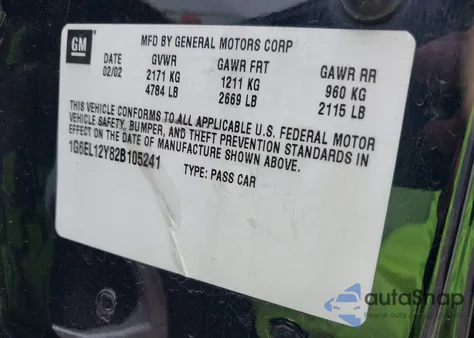 GM
MFD BY GENERAL MOTORS CORP
DATE GVWR GAWR FRT GAWR RR
02/02 2171 KG 1211 KG 960 KG
4784 LB 2669 LB 2115 LB
THIS VEHICLE CONFORMS TO ALL APPLICABLE U.S. FEDERAL MOTOR
VEHICLE SAFETY, BUMPER, AND THEFT PREVENTION STANDARDS IN
EFFECT ON THE DATE OF MANUFACTURE SHOWN ABOVE.
1G6EL12Y82B105241
TYPE: PASS CAR
autoShap